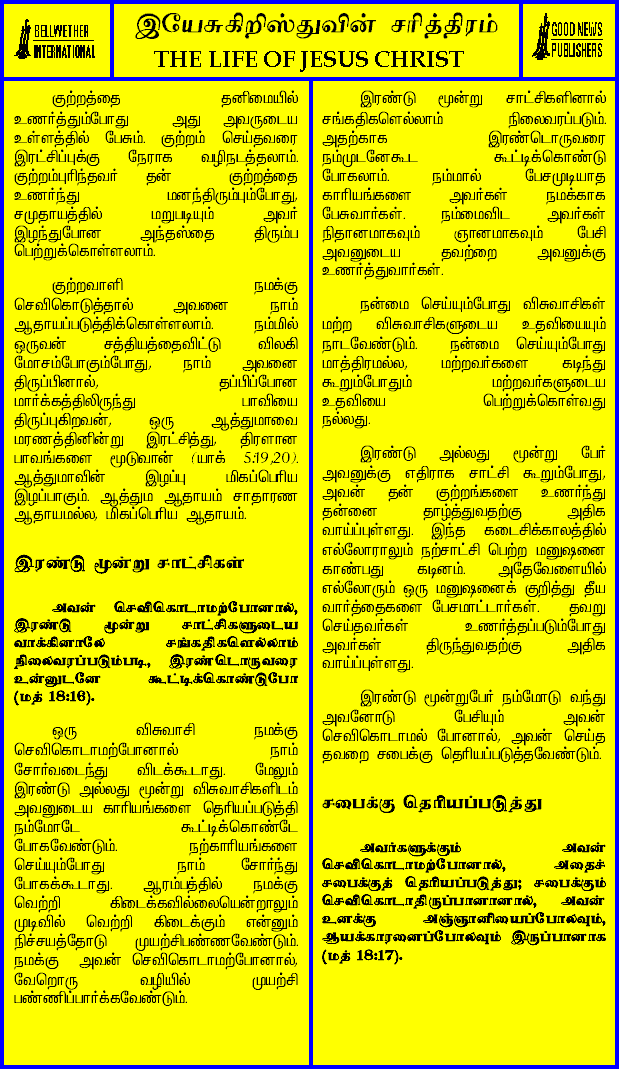 BELLWETHER
INTERNATIONAL
இயேசுகிறிஸ்துவின் சரித்திரம்
THE LIFE OF JESUS CHRIST
GOOD NEWS
PUBLISHERS
குற்றத்தை தனிமையில்
உணர்த்தும்போது அது அவருடைய
உள்ளத்தில் பேசும். குற்றம் செய்தவரை
இரட்சிப்புக்கு நேராக வழிநடத்தலாம்.
குற்றம்புரிந்தவர் தன் குற்றத்தை
உணர்ந்து மனந்திரும்பும்போது,
சமுதாயத்தில் மறுபடியும் அவர்
இழந்துபோன அந்தஸ்தை திரும்ப
பெற்றுக்கொள்ளலாம்.
குற்றவாளி நமக்கு
செவிகொடுத்தால் அவனை நாம்
ஆதாயப்படுத்திக்கொள்ளலாம். நம்மில்
ஒருவன் சத்தியத்தைவிட்டு விலகி
மோசம்போகும்போது, நாம் அவனை
திருப்பினால், தப்பிப்போன
மார்க்கத்திலிருந்து பாவியை
திருப்புகிறவன், ஒரு ஆத்துமாவை
மரணத்தினின்று இரட்சித்து, திரளான
பாவங்களை மூடுவான் (யாக் 5:19,20).
ஆத்துமாவின் இழப்பு மிகப்பெரிய
இழப்பாகும். ஆத்தும ஆதாயம் சாதாரண
ஆதாயமல்ல, மிகப்பெரிய ஆதாயம்.
இரண்டு மூன்று சாட்சிகள்
அவன் செவிகொடாமற்போனால்,
இரண்டு மூன்று சாட்சிகளுடைய
வாக்கினாலே சங்கதிகளெல்லாம்
நிலைவரப்படும்படி, இரண்டொருவரை
உன்னுடனே கூட்டிக்கொண்டுபோ
(மத் 18:16).
ஒரு விசுவாசி நமக்கு
செவிகொடாமற்போனால் நாம்
சோர்வடைந்து விடக்கூடாது. மேலும்
இரண்டு அல்லது மூன்று விசுவாசிகளிடம்
அவனுடைய காரியங்களை தெரியப்படுத்தி
நம்மோடே கூட்டிக்கொண்டே
போகவேண்டும். நற்காரியங்களை
செய்யும்போது நாம் சோர்ந்து
போகக்கூடாது. ஆரம்பத்தில் நமக்கு
வெற்றி கிடைக்கவில்லையென்றாலும்
முடிவில் வெற்றி கிடைக்கும் என்னும்
நிச்சயத்தோடு முயற்சிபண்ணவேண்டும்.
நமக்கு அவன் செவிகொடாமற்போனால்,
வேறொரு வழியில் முயற்சி
பண்ணிப்பார்க்கவேண்டும்.
இரண்டு மூன்று சாட்சிகளினால்
சங்கதிகளெல்லாம் நிலைவரப்படும்.
அதற்காக இரண்டொருவரை
நம்முடனேகூட கூட்டிக்கொண்டு
போகலாம். நம்மால் பேசமுடியாத
காரியங்களை அவர்கள் நமக்காக
பேசுவார்கள். நம்மைவிட அவர்கள்
நிதானமாகவும் ஞானமாகவும் பேசி
அவனுடைய தவற்றை அவனுக்கு
உணர்த்துவார்கள்.
நன்மை செய்யும்போது விசுவாசிகள்
மற்ற விசுவாசிகளுடைய உதவியையும்
நாடவேண்டும். நன்மை செய்யும்போது
மாத்திரமல்ல, மற்றவர்களை கடிந்து
கூறும்போதும் மற்றவர்களுடைய
உதவியை பெற்றுக்கொள்வது
நல்லது.
இரண்டு அல்லது மூன்று பேர்
அவனுக்கு எதிராக சாட்சி கூறும்போது,
அவன் தன் குற்றங்களை உணர்ந்து
தன்னை தாழ்த்துவதற்கு அதிக
வாய்ப்புள்ளது. இந்த கடைசிக்காலத்தில்
எல்லோராலும் நற்சாட்சி பெற்ற மனுஷனை
காண்பது கடினம். அதேவேளையில்
எல்லோரும் ஒரு மனுஷனைக் குறித்து தீய
வார்த்தைகளை பேசமாட்டார்கள். தவறு
செய்தவர்கள் உணர்த்தப்படும்போது
அவர்கள் திருந்துவதற்கு அதிக
வாய்ப்புள்ளது.
இரண்டு மூன்றுபேர் நம்மோடு வந்து
அவனோடு பேசியும் அவன்
செவிகொடாமல் போனால், அவன் செய்த
தவறை சபைக்கு தெரியப்படுத்தவேண்டும்.
சபைக்கு தெரியப்படுத்து
அவர்களுக்கும் அவன்
செவிகொடாமற்போனால், அதைச்
சபைக்குத் தெரியப்படுத்து; சபைக்கும்
செவிகொடாதிருப்பானானால், அவன்
உனக்கு அஞ்ஞானியைப்போலவும்,
ஆயக்காரனைப்போலவும் இருப்பானாக
(மத் 18:17).